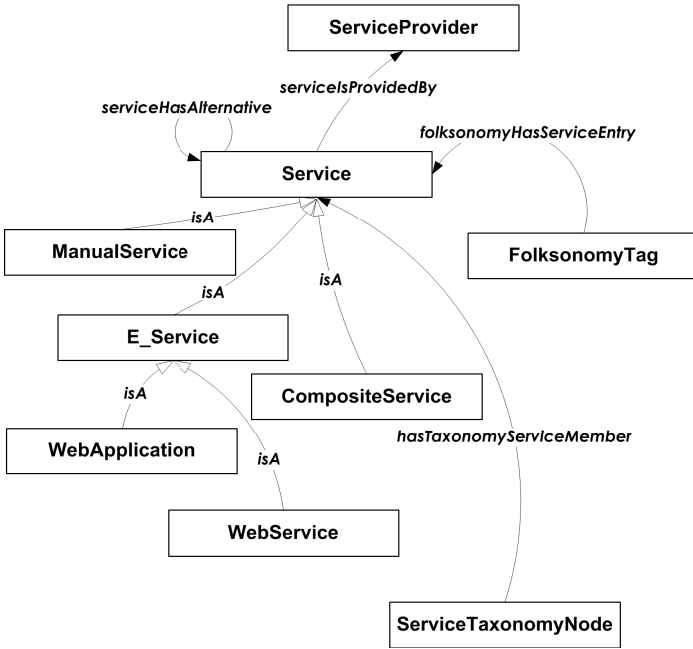 ServiceProvider
serviceIsProvidedBy
serviceHasAlternative
folksonomyHasServiceEntry
Service
isA
ManualService
FolksonomyTag
isA
isA
E_Service
CompositeService
isA
WebApplication
hasTaxonomyServiceMember
isA
WebService
ServiceTaxonomyNode